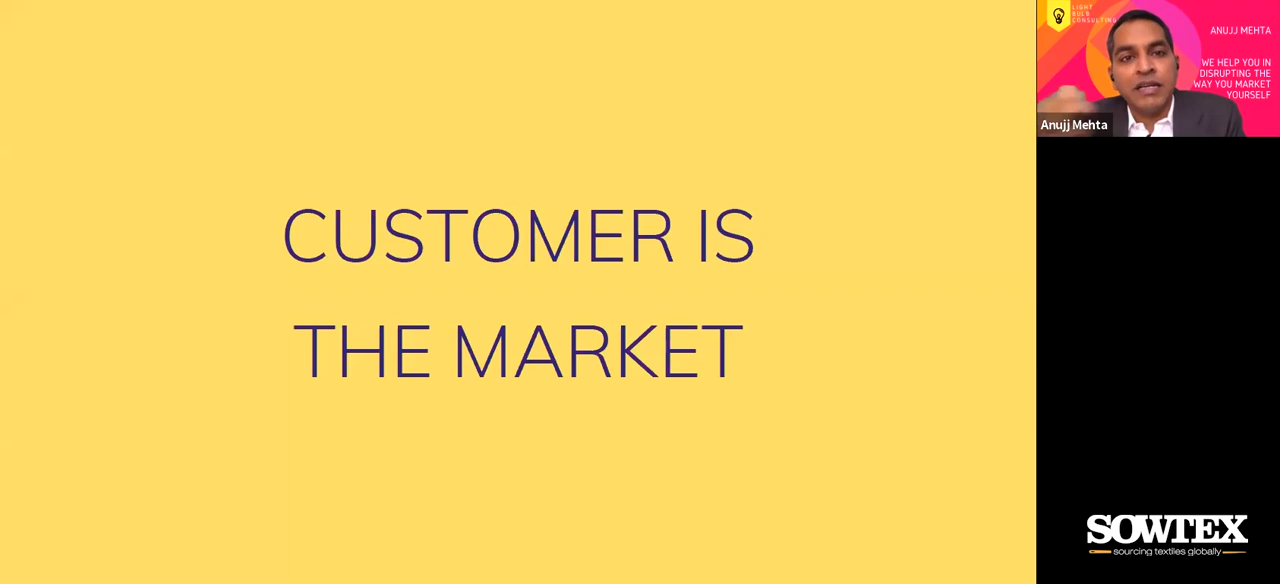 CUSTOMER IS
THE MARKET
LIGHT
BULB
CONSULTING
ANUJJ MEHTA
WE HELP YOU IN
DISRUPTING THE
WAY YOU MARKET
YOURSELF
Anujj Mehta
SOWTEX
sourcing textiles globally